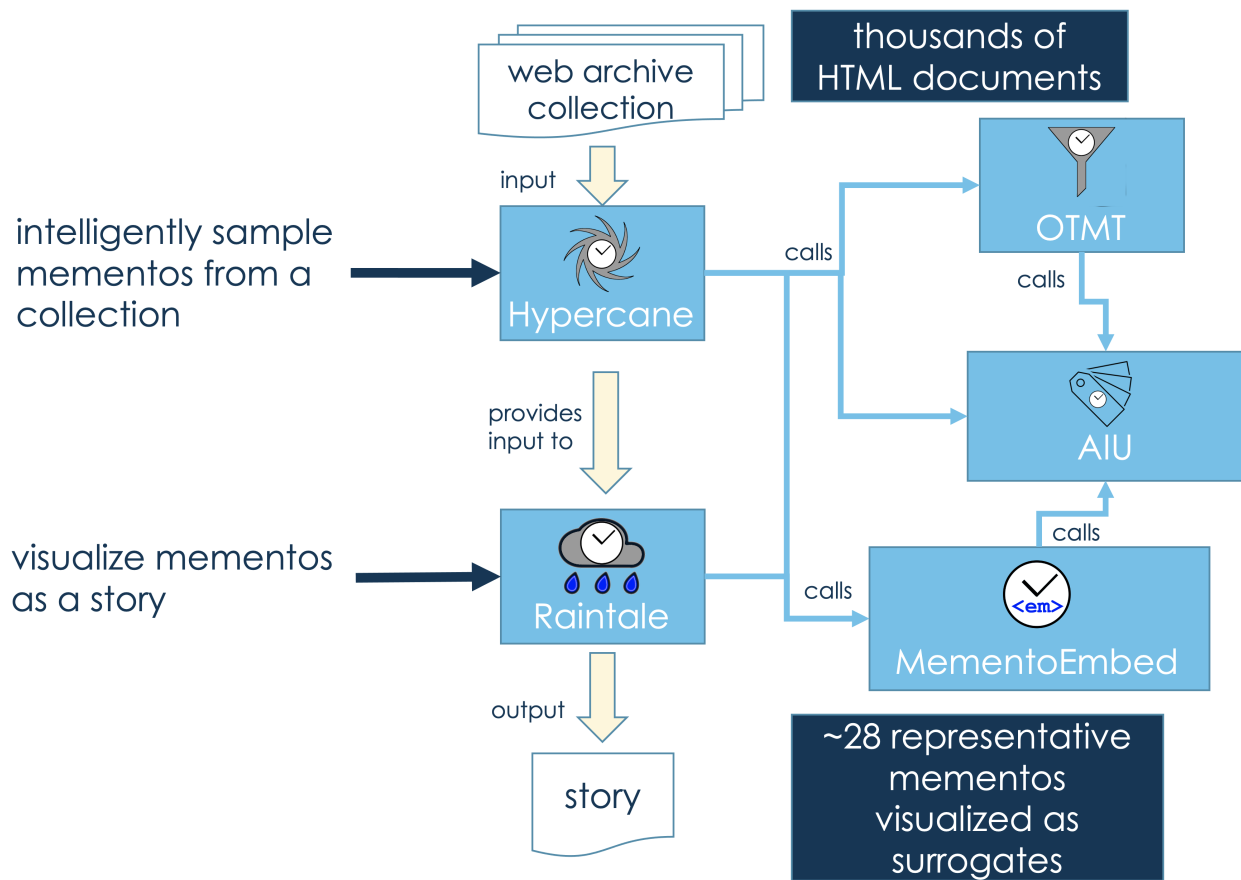 web archive
collection
thousands of
HTML documents
input
intelligently sample
mementos from a
collection
Hypercane
calls
OTMT
calls
AIU
provides
input to
visualize mementos
as a story
Raintale
calls
calls
<em>
MementoEmbed
output
story
~28 representative
mementos
visualized as
surrogates